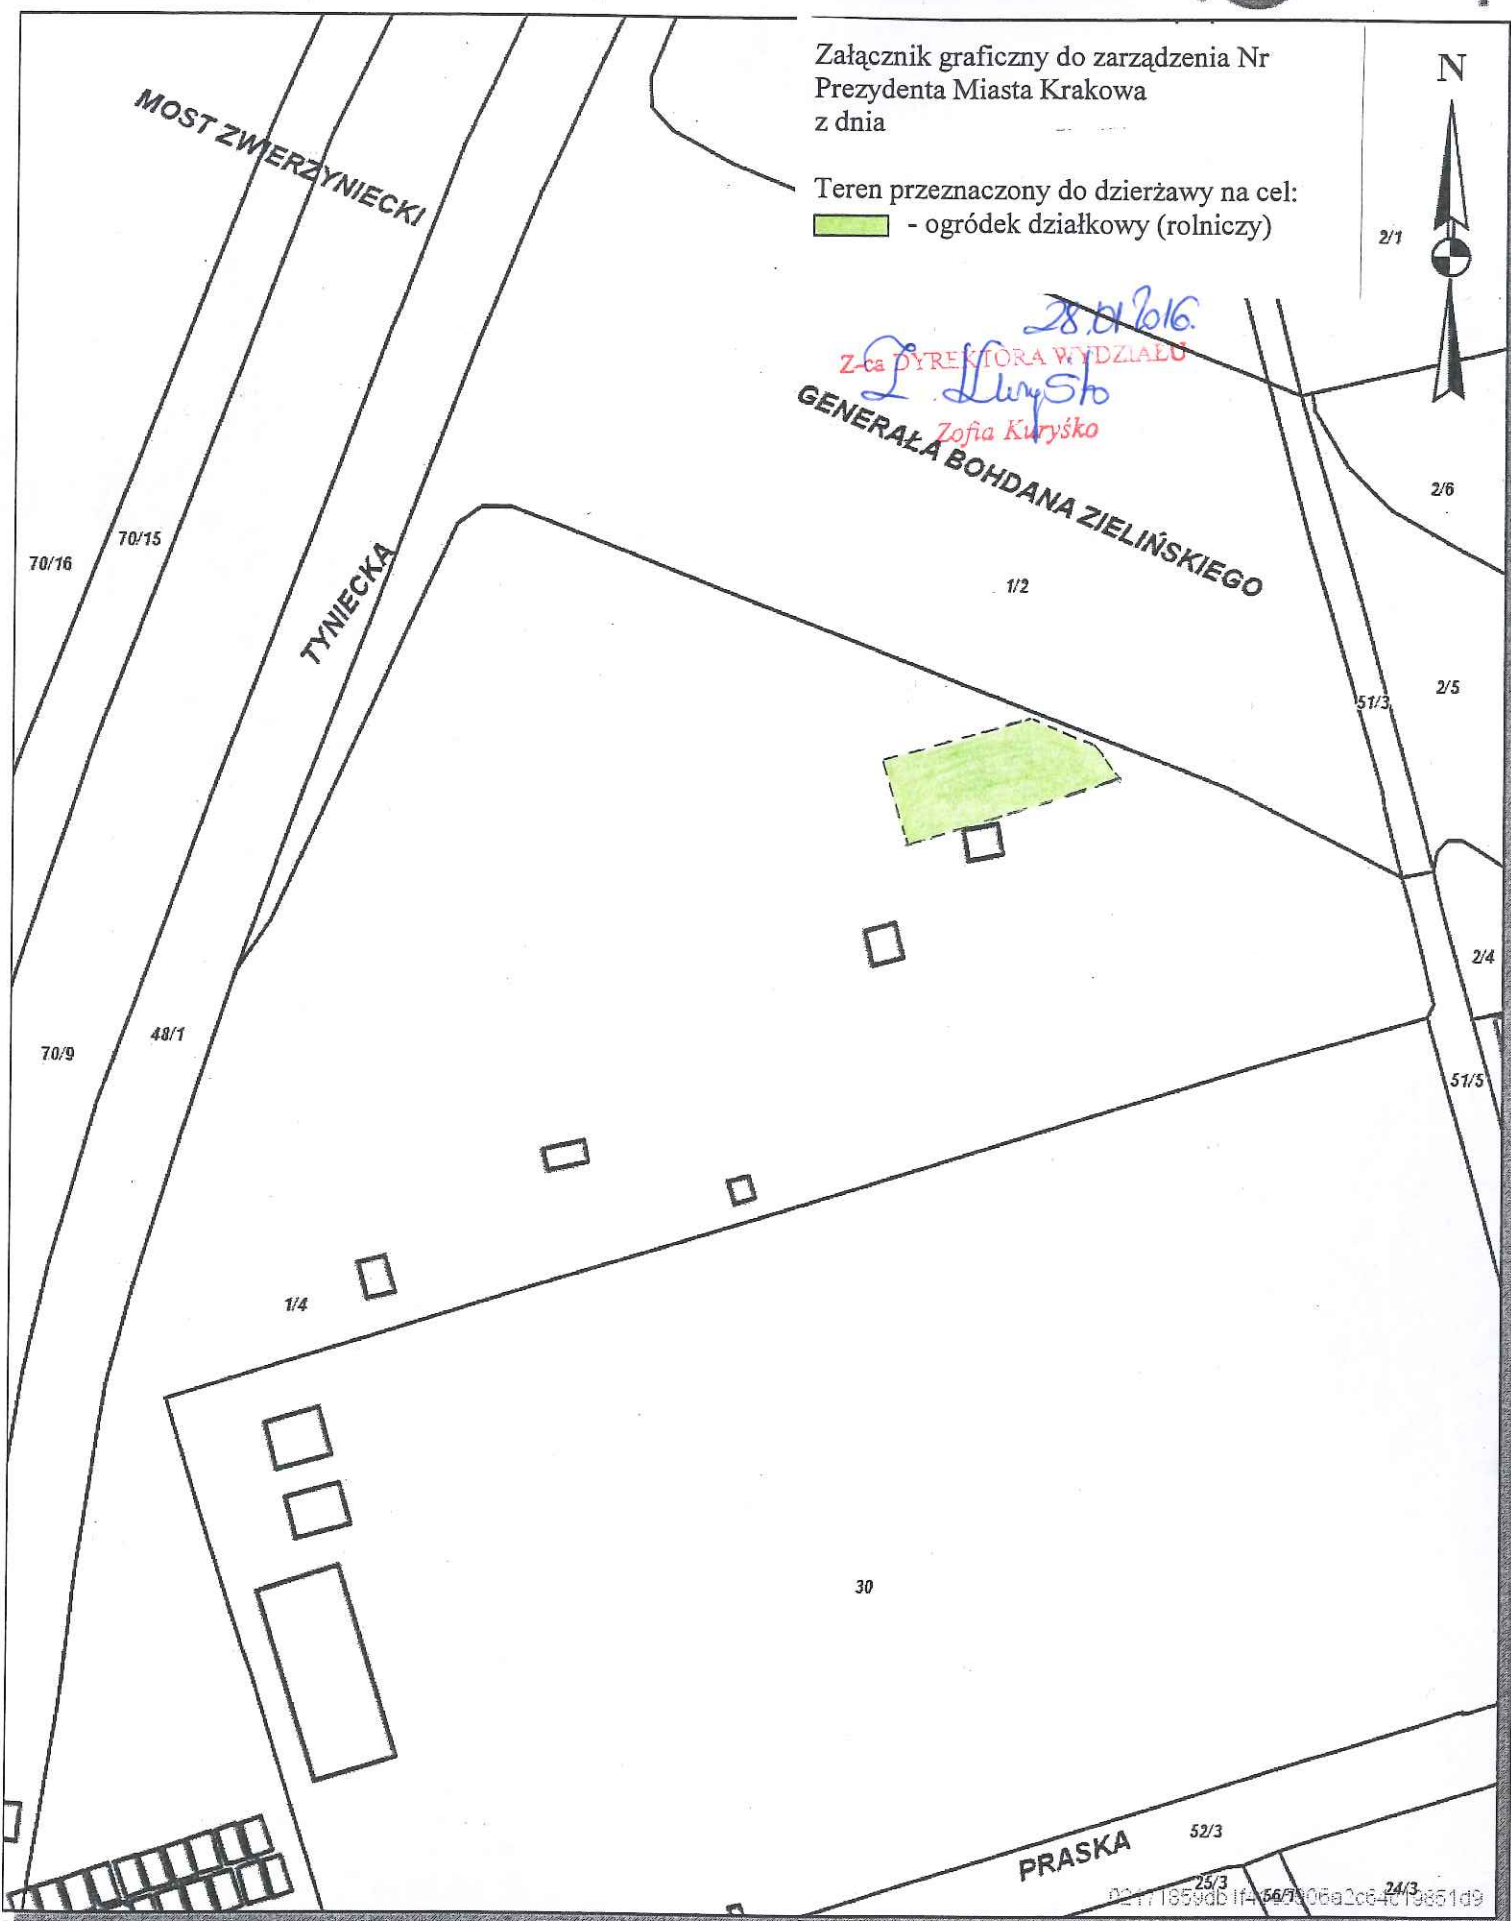 Załącznik graficzny do zarządzenia Nr
Prezydenta Miasta Krakowa
z dnia
N
MOST ZWIERZYNIECKI
Teren przeznaczony do dzierżawy na cel:
- ogródek działkowy (rolniczy)
2/1
28.01.2016.
Z-ca DYREKTORA WYDZIAŁU
Z. Kuryśko
Zofia Kuryśko
GENERAŁA BOHDANA ZIELIŃSKIEGO
2/6
70/15
70/16
1/2
TYNIECKA
2/5
51/3
2/4
48/1
70/9
51/5
1/4
30
52/3
PRASKA
25/3
56/1
24/3